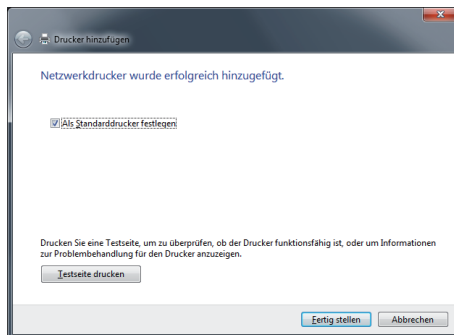 Drucker hinzufügen
Netzwerkdrucker wurde erfolgreich hinzugefügt.
Als Standarddrucker festlegen
Drucken Sie eine Testseite, um zu überprüfen, ob der Drucker funktionsfähig ist, oder um Informationen
zur Problembehandlung für den Drucker anzuzeigen.
Testseite drucken
Fertig stellen Abbrechen